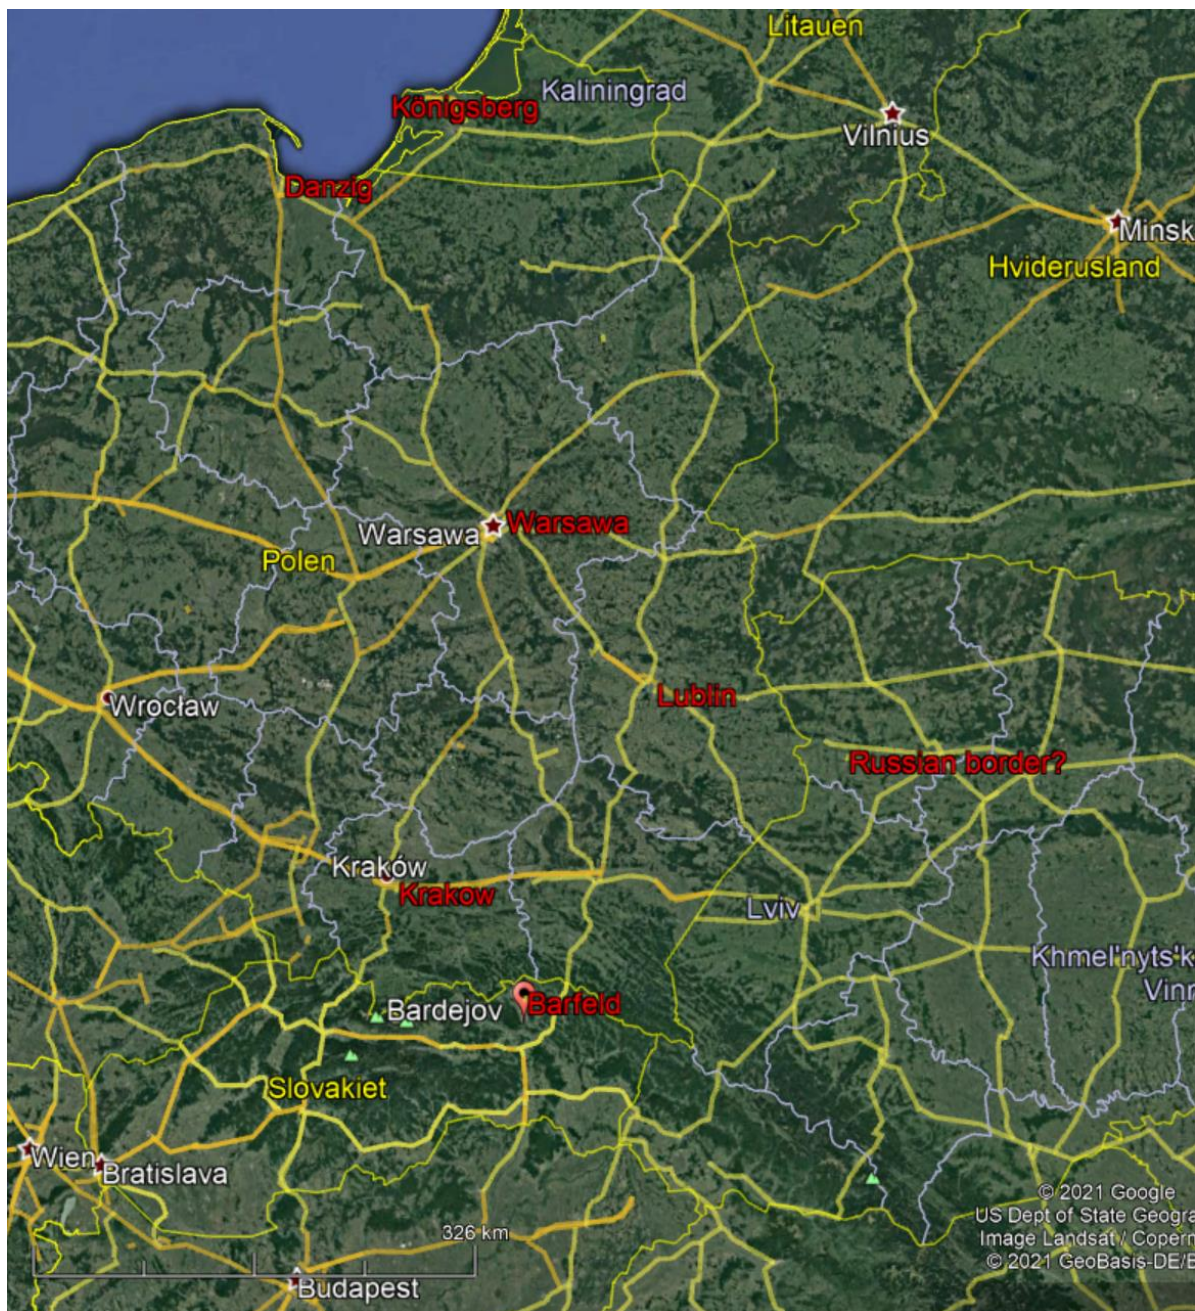 Litauen
Kaliningrad
Königsberg
Vilnius
Danzig
Minsk
Hviderusland
Warsawa
Warsawa
Polen
Lublin
Wrocław
Russian border?
Kraków
Krakow
Lviv
Khmel'nyts'k
Vinn
Bardejov
Barfeld
Slovakiet
Wien
Bratislava
© 2021 Google
US Dept of State Geogra
326 km
Image Landsat / Copern
© 2021 GeoBasis-DE/B
Budapest